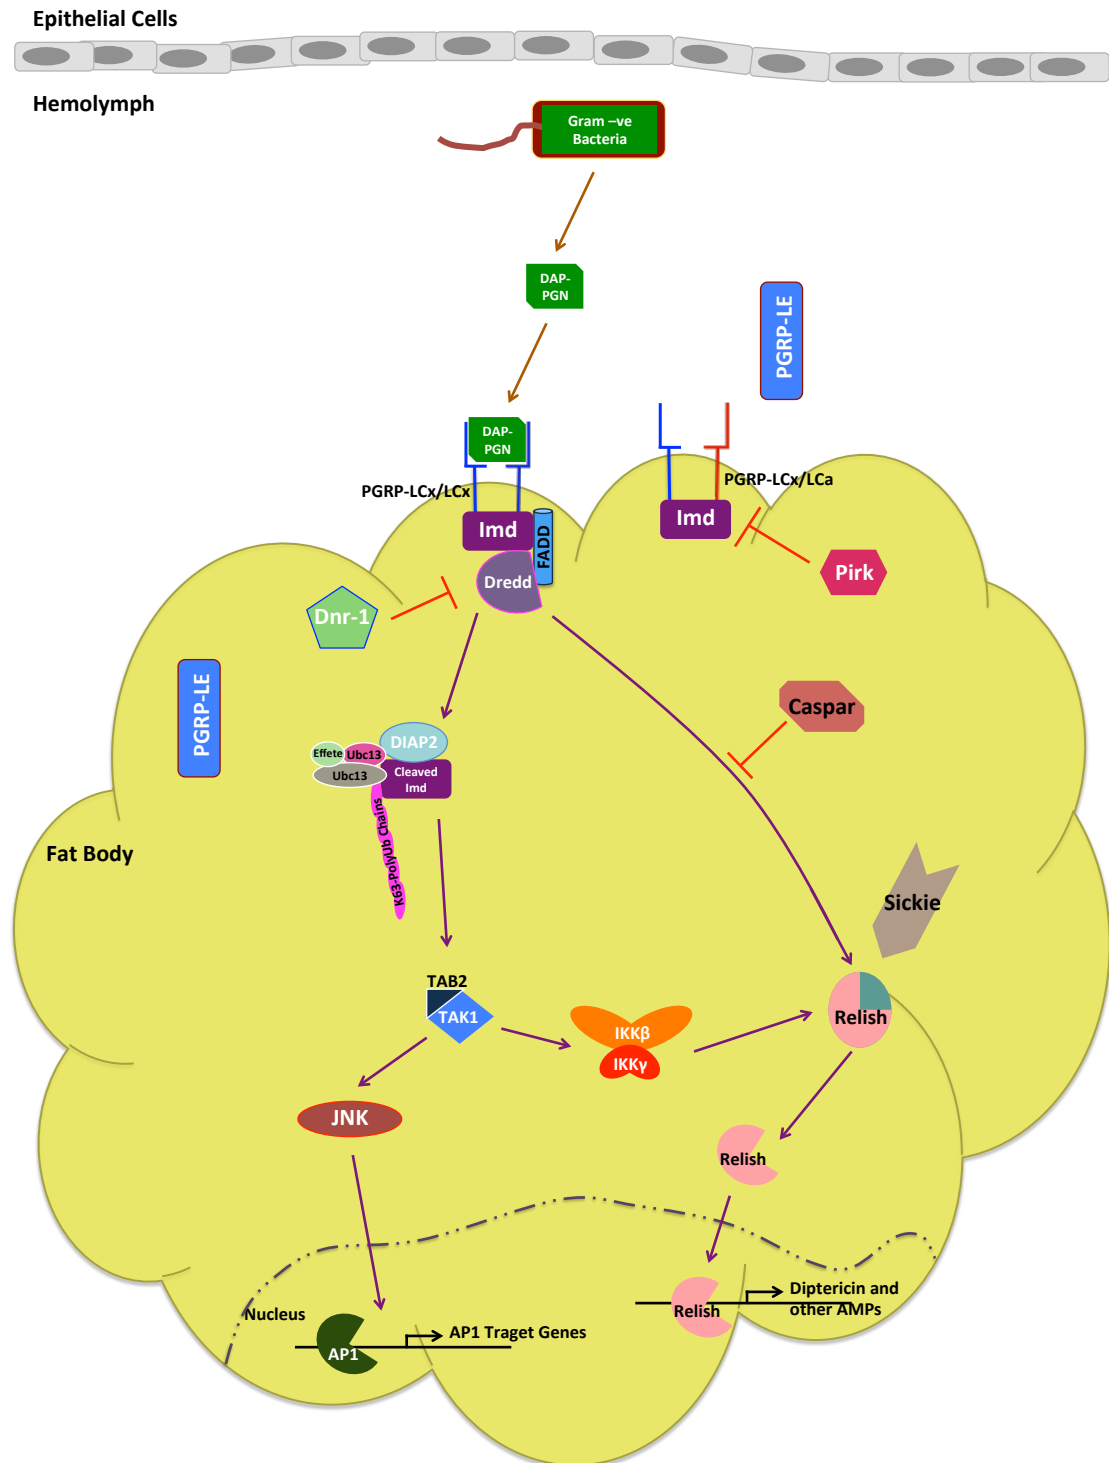 Epithelial Cells
Hemolymph
Gram –ve
Bacteria
DAP-
PGN
PGRP-LE
DAP-
PGN
PGRP-LCx/LCx
PGRP-LCx/LCa
Imd
FADD
Imd
Dredd
Pirk
Dnr-1
PGRP-LE
Caspar
DIAP2
Effete
Ubc13
Ubc13
Cleaved
Imd
K63-PolyUb Chains
Fat Body
Sickie
TAB2
TAK1
IKKβ
IKKγ
Relish
JNK
Relish
Nucleus
Relish
Diptericin and
other AMPs
AP1
AP1 Traget Genes